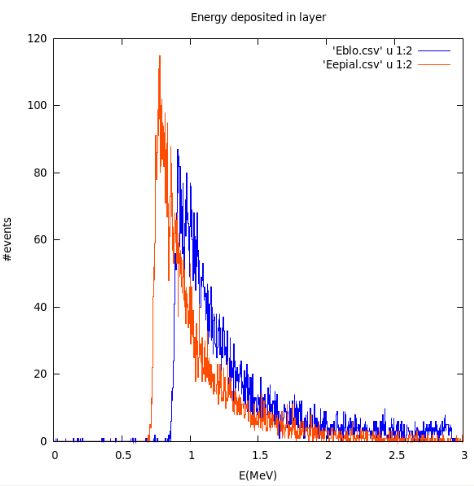 Energy deposited in layer
120
'Eblo.csv' u 1:2
'Eepial.csv' u 1:2
100
80
#events
60
40
20
0
0 0.5 1 1.5 2 2.5 3
E(MeV)